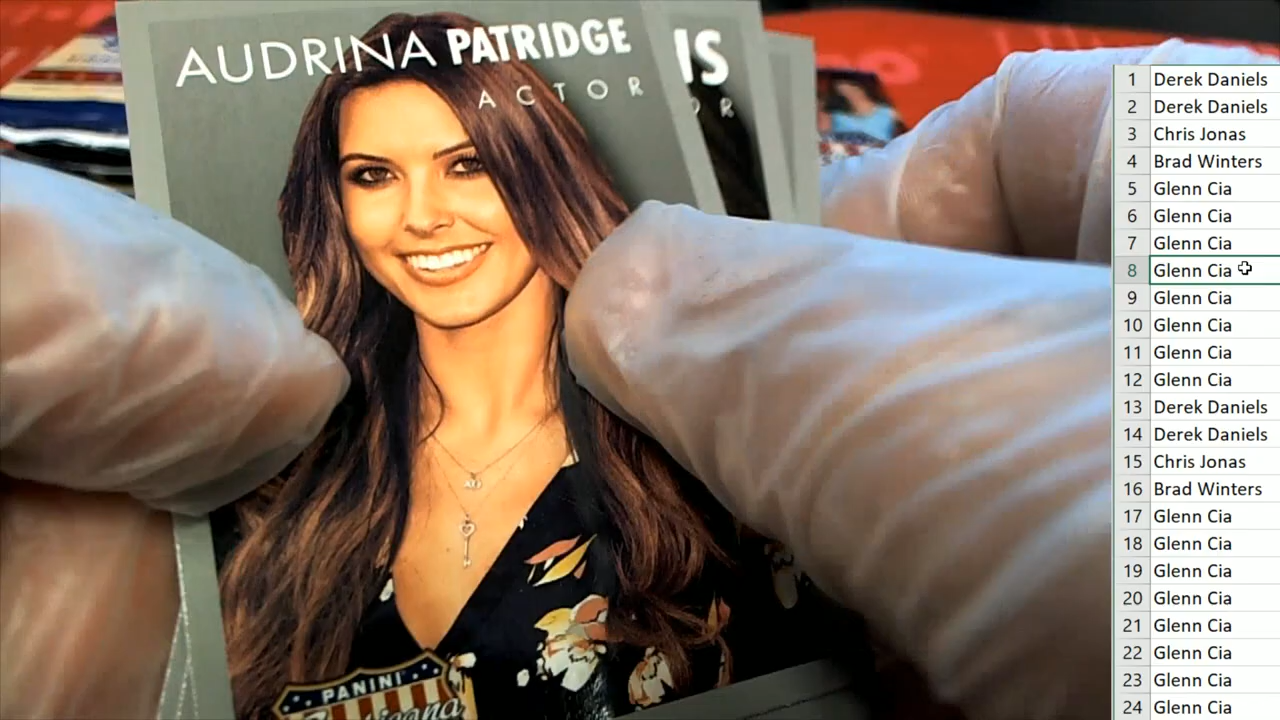 AUDRINA PATRIDGE
ACTOR
IS
OR
PANINI
Americana
1 Derek Daniels
2 Derek Daniels
3 Chris Jonas
4 Brad Winters
5 Glenn Cia
6 Glenn Cia
7 Glenn Cia
8 Glenn Cia
9 Glenn Cia
10 Glenn Cia
11 Glenn Cia
12 Glenn Cia
13 Derek Daniels
14 Derek Daniels
15 Chris Jonas
16 Brad Winters
17 Glenn Cia
18 Glenn Cia
19 Glenn Cia
20 Glenn Cia
21 Glenn Cia
22 Glenn Cia
23 Glenn Cia
24 Glenn Cia